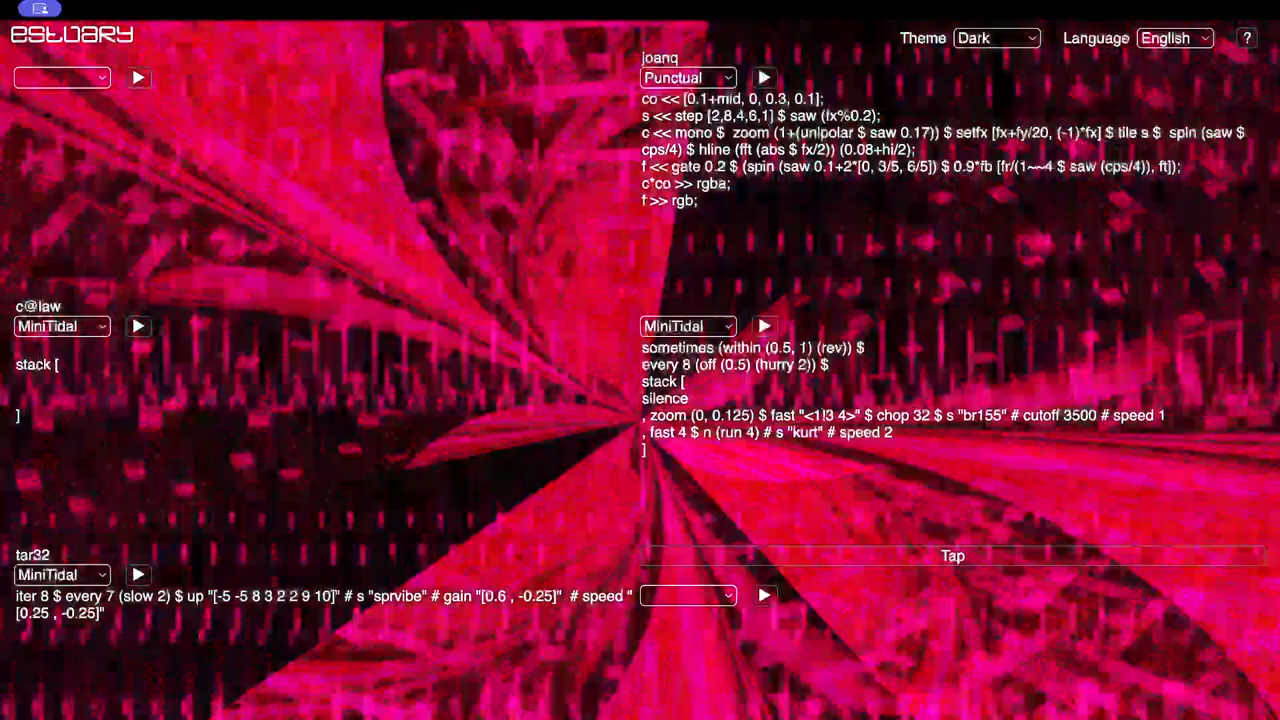 estuary
Theme Dark Language English ?
joanq
Punctual
co << [0.1+mid, 0, 0.3, 0.1];
s << step [2,8,4,6,1] $ saw (fx%0.2);
c << mono $ zoom (1+(unipolar $ saw 0.17)) $ setfx [fx+fy/20, (-1)*fx] $ tile s $ spin (saw $
cps/4) $ hline (fft (abs $ fx/2)) (0.08+hi/2);
f << gate 0.2 $ (spin (saw 0.1+2*[0, 3/5, 6/5]) $ 0.9*fb [fr/(1~~4 $ saw (cps/4)), ft]);
c*co >> rgba;
f >> rgb;
c@law
MiniTidal
stack [
]
MiniTidal
sometimes (within (0.5, 1) (rev)) $
every 8 (off (0.5) (hurry 2)) $
stack [
silence
, zoom (0, 0.125) $ fast "<1!3 4>" $ chop 32 $ s "br155" # cutoff 3500 # speed 1
, fast 4 $ n (run 4) # s "kurt" # speed 2
]
tar32
MiniTidal
iter 8 $ every 7 (slow 2) $ up "[-5 -5 8 3 2 2 9 10]" # s "sprvibe" # gain "[0.6 , -0.25]" # speed "
[0.25 , -0.25]"
Tap